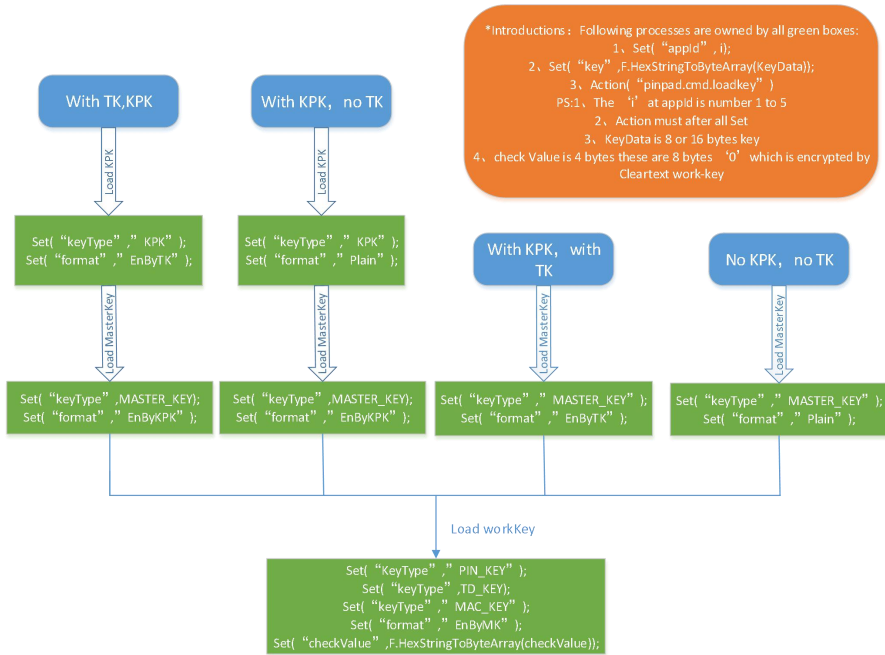 *Introductions：Following processes are owned by all green boxes:
1、Set(“appId”, i);
2、Set(“key”,F.HexStringToByteArray(KeyData));
3、Action(“pinpad.cmd.loadkey”)
PS:1、The ‘i’at appId is number 1 to 5
2、Action must after all Set
3、KeyData is 8 or 16 bytes key
4、check Value is 4 bytes these are 8 bytes ‘0’which is encrypted by
Cleartext work-key
With TK,KPK
With KPK，no TK
Load KPK
Load KPK
Set(“keyType”,”KPK”);
Set(“format”,”EnByTK”);
Set(“keyType”,”KPK”);
Set(“format”,”Plain”);
With KPK，with
TK
No KPK，no TK
Load MasterKey
Load MasterKey
Load MasterKey
Load MasterKey
Set(“keyType”,MASTER_KEY);
Set(“format”,”EnByKPK”);
Set(“keyType”,MASTER_KEY);
Set(“format”,”EnByKPK”);
Set(“keyType”,”MASTER_KEY”);
Set(“format”,”EnByTK”);
Set(“keyType”,”MASTER_KEY”);
Set(“format”,”Plain”);
Load workKey
Set(“KeyType”,”PIN_KEY”);
Set(“keyType”,TD_KEY);
Set(“keyType”,”MAC_KEY”);
Set(“format”,”EnByMK”);
Set(“checkValue”,F.HexStringToByteArray(checkValue));